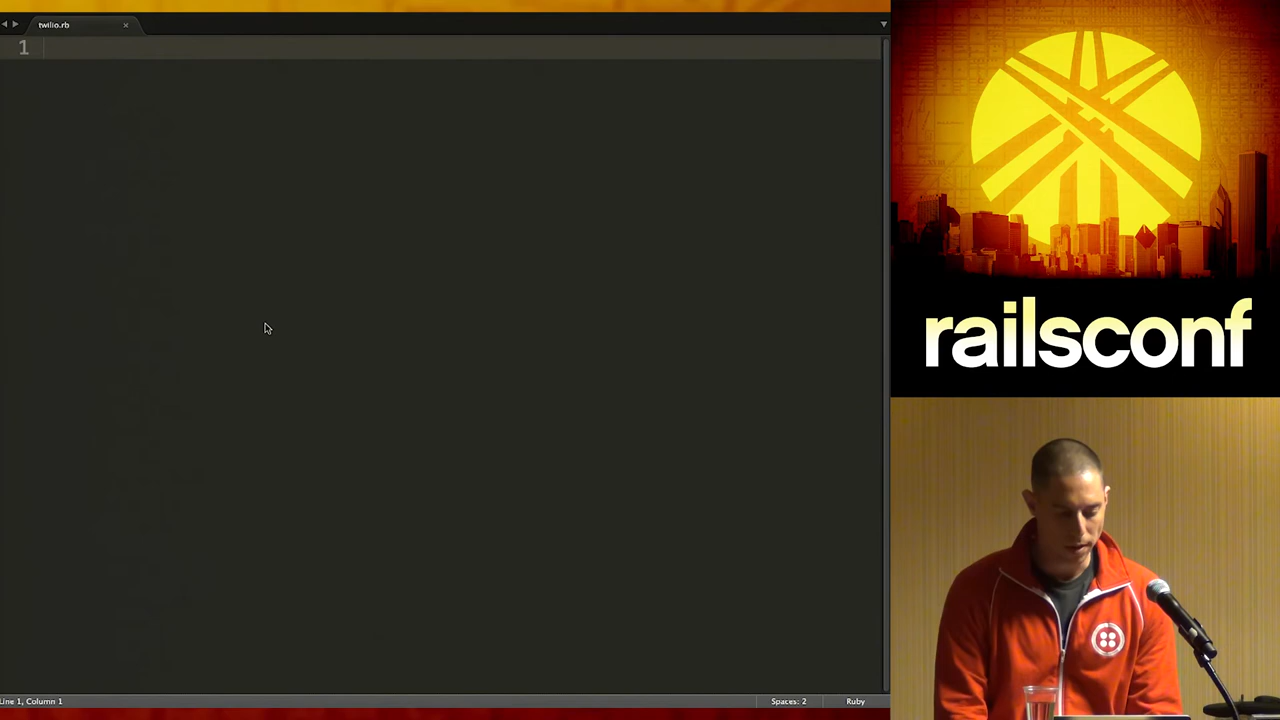 twilio.rb
1
Line 1, Column 1
Spaces: 2
Ruby
railsconf